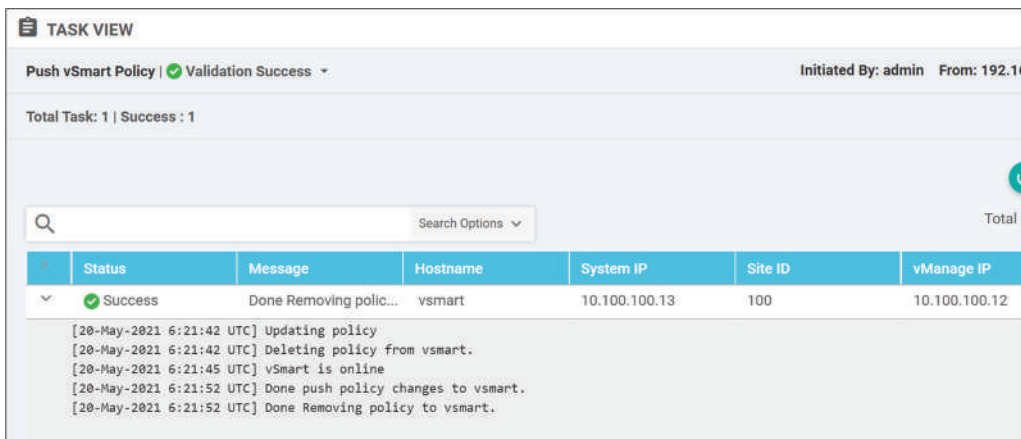 TASK VIEW
Push vSmart Policy | Validation Success
Initiated By: admin From: 192.16
Total Task: 1 | Success : 1
Search Options
Total
Status Message Hostname System IP Site ID vManage IP
Success Done Removing polic... vsmart 10.100.100.13 100 10.100.100.12
[20-May-2021 6:21:42 UTC] Updating policy
[20-May-2021 6:21:42 UTC] Deleting policy from vsmart.
[20-May-2021 6:21:45 UTC] vSmart is online
[20-May-2021 6:21:52 UTC] Done push policy changes to vsmart.
[20-May-2021 6:21:52 UTC] Done Removing policy to vsmart.